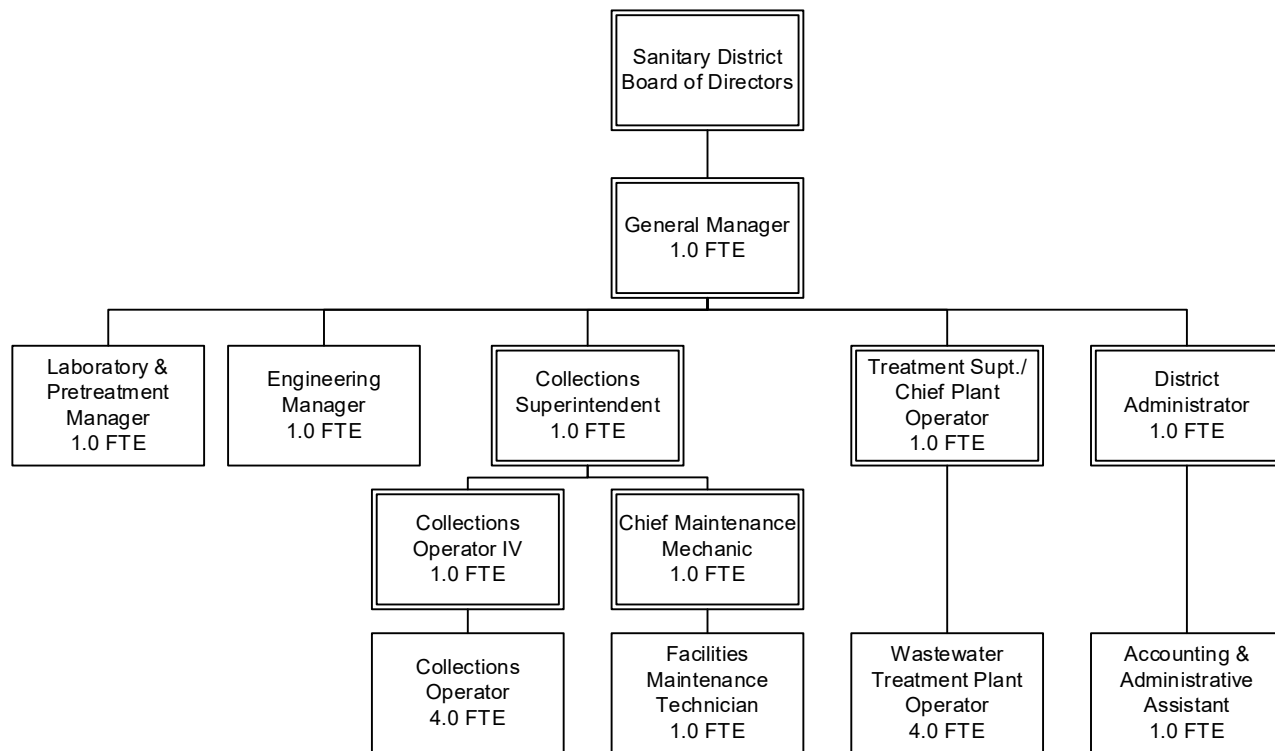 Sanitary District
Board of Directors
General Manager
1.0 FTE
Laboratory &
Pretreatment
Manager
1.0 FTE
Engineering
Manager
1.0 FTE
Collections
Superintendent
1.0 FTE
Treatment Supt./
Chief Plant
Operator
1.0 FTE
District
Administrator
1.0 FTE
Collections
Operator IV
1.0 FTE
Chief Maintenance
Mechanic
1.0 FTE
Collections
Operator
4.0 FTE
Facilities
Maintenance
Technician
1.0 FTE
Wastewater
Treatment Plant
Operator
4.0 FTE
Accounting &
Administrative
Assistant
1.0 FTE